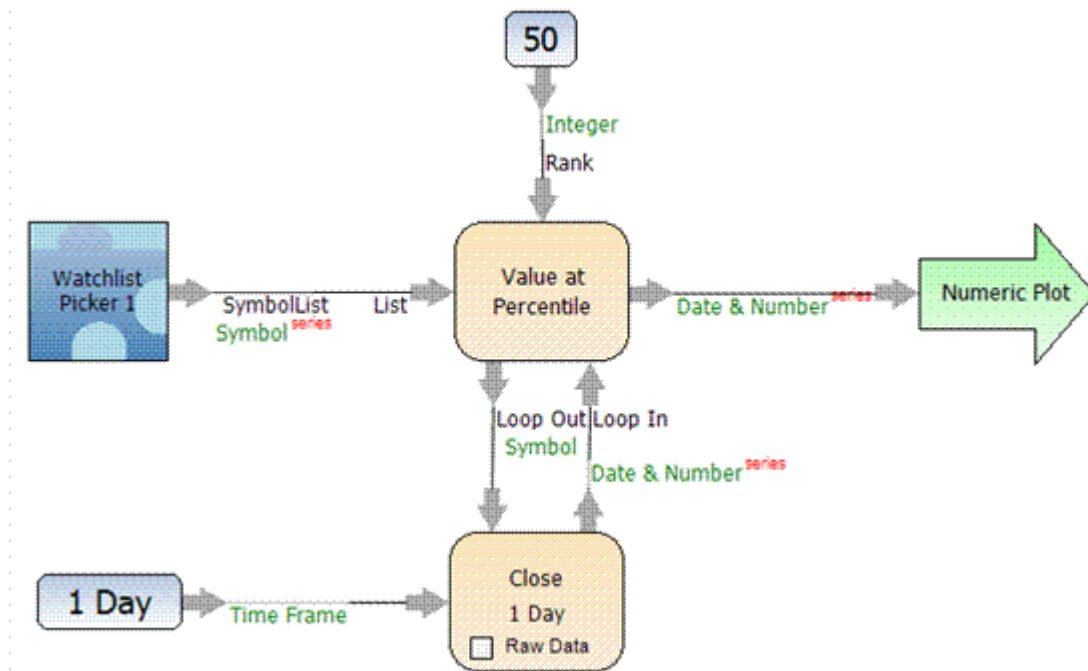 50
Integer
Rank
Watchlist
Picker 1
SymbolList
List
Symbol series
Value at
Percentile
Date & Number series
Numeric Plot
Loop Out
Loop In
Symbol
Date & Number series
1 Day
Time Frame
Close
1 Day
Raw Data